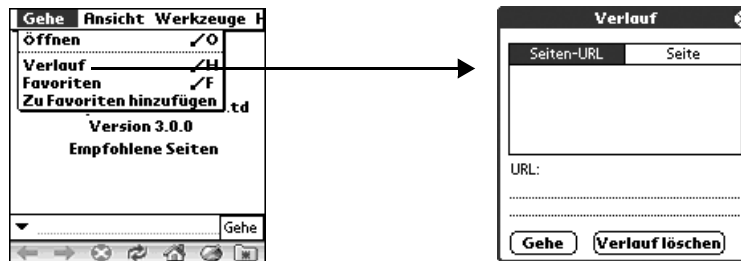 Gehe Ansicht Werkzeuge
Öffnen /O
Verlauf /H
Favoriten /F
Zu Favoriten hinzufügen
.td
Version 3.0.0
Empfohlene Seiten
Gehe
Verlauf
Seiten-URL Seite
URL:
Gehe Verlauf löschen